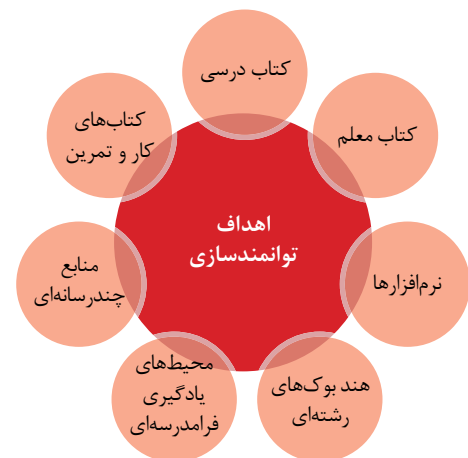 کتاب درسی
کتاب معلم
نرم‌افزارها
هند بوک‌های
رشته‌ای
محیط‌های
یادگیری
فرامدرسه‌ای
منابع
چندرسانه‌ای
کتاب‌های
کار و تمرین
اهداف
توانمندسازی